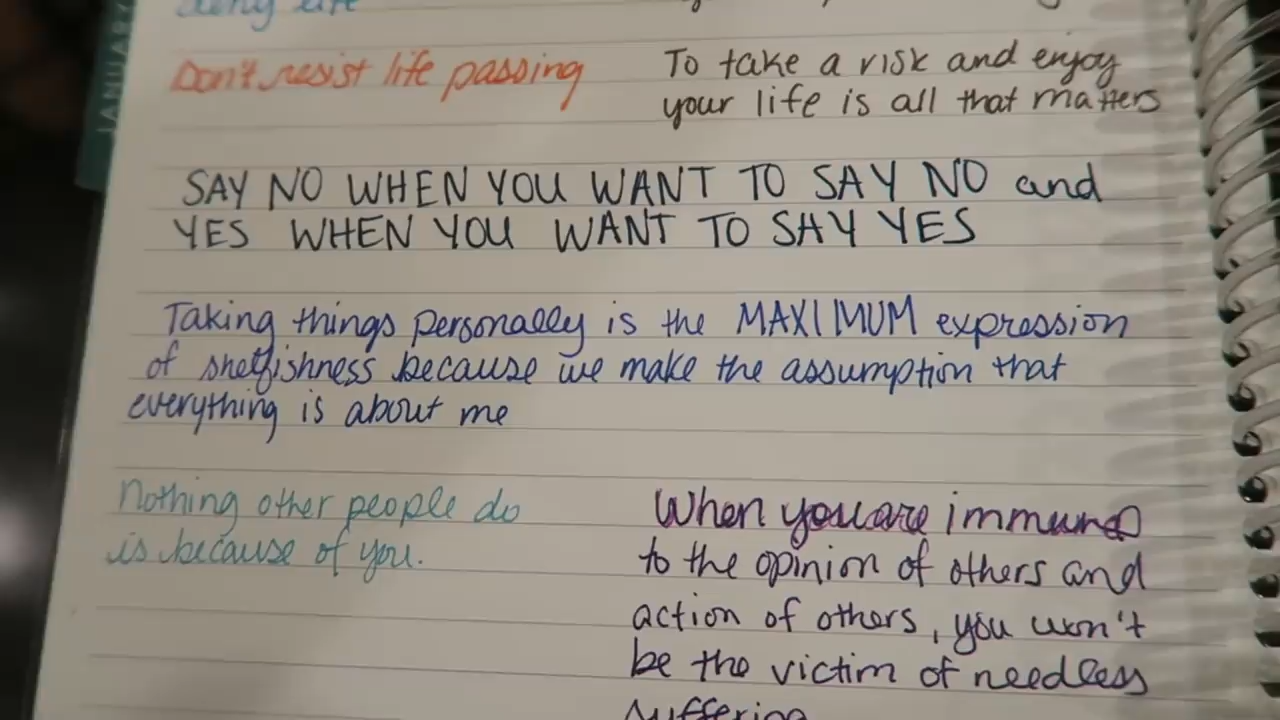 JANUARY
Don't resist life passing
To take a risk and enjoy
your life is all that matters
SAY NO WHEN YOU WANT TO SAY NO and
YES WHEN YOU WANT TO SAY YES
Taking things personally is the MAXIMUM expression
of shelfishness because we make the assumption that
everything is about me
Nothing other people do
is because of you.
When you are immune
to the opinion of others and
action of others, you won't
be the victim of needless
suffering